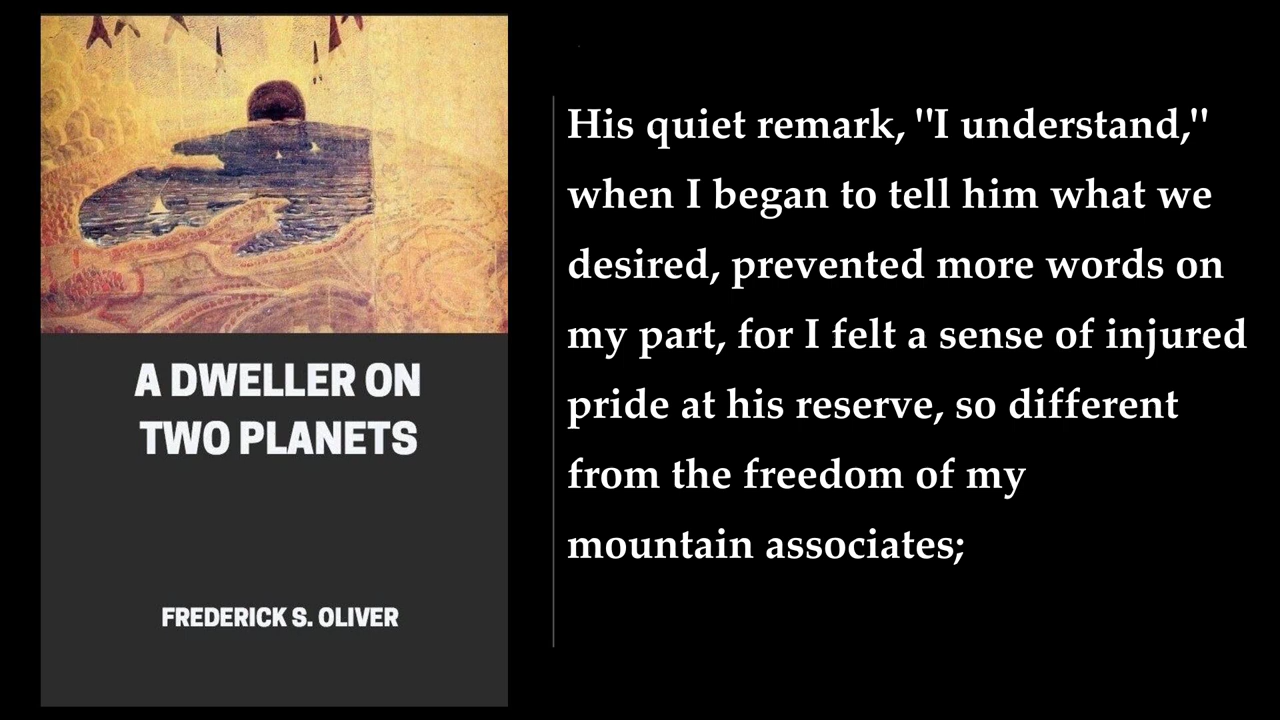 A DWELLER ON
TWO PLANETS
FREDERICK S. OLIVER
His quiet remark, "I understand,"
when I began to tell him what we
desired, prevented more words on
my part, for I felt a sense of injured
pride at his reserve, so different
from the freedom of my
mountain associates;